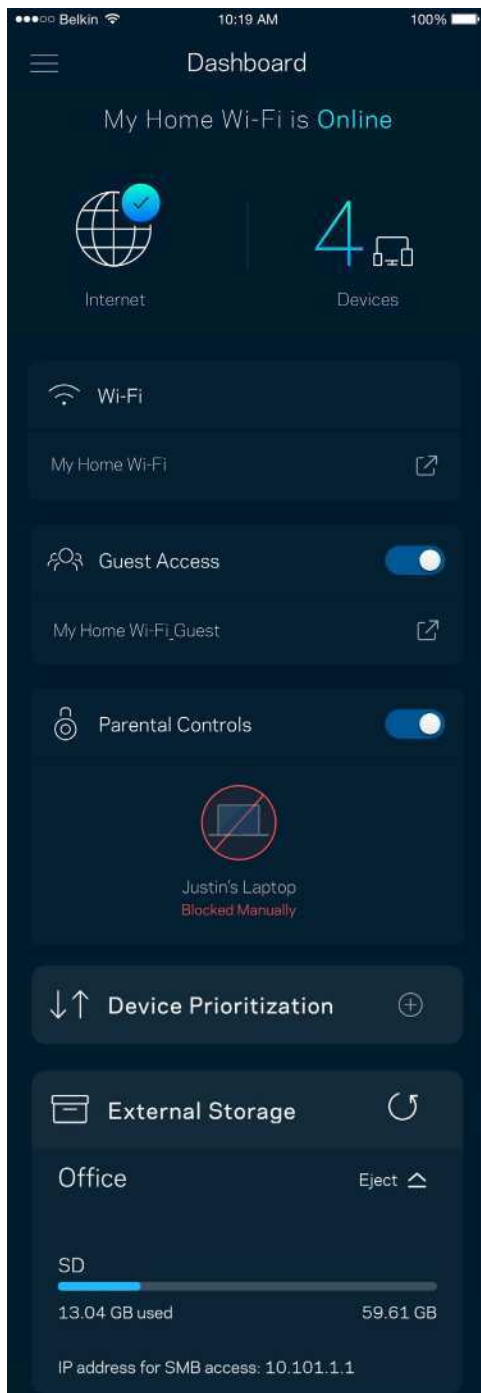 Belkin 10:19 AM 100%
Dashboard
My Home Wi-Fi is Online
4
Internet Devices
Wi-Fi
My Home Wi-Fi
Guest Access
My Home Wi-Fi_Guest
Parental Controls
Justin's Laptop
Blocked Manually
Device Prioritization
External Storage
Office Eject
SD
13.04 GB used 59.61 GB
IP address for SMB access: 10.101.1.1